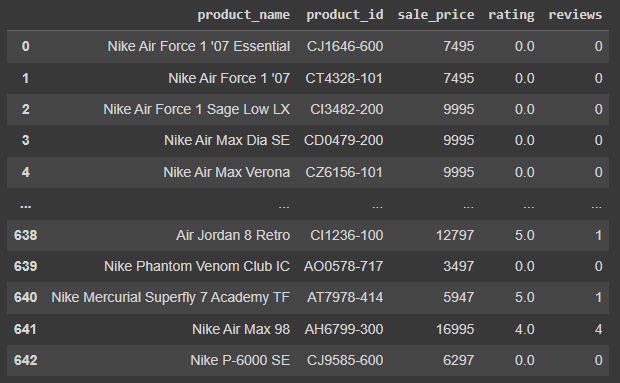 product_name product_id sale_price rating reviews
0 Nike Air Force 1 '07 Essential CJ1646-600 7495 0.0 0
1 Nike Air Force 1 '07 CT4328-101 7495 0.0 0
2 Nike Air Force 1 Sage Low LX CI3482-200 9995 0.0 0
3 Nike Air Max Dia SE CD0479-200 9995 0.0 0
4 Nike Air Max Verona CZ6156-101 9995 0.0 0
... ... ... ... ... ...
638 Air Jordan 8 Retro CI1236-100 12797 5.0 1
639 Nike Phantom Venom Club IC AO0578-717 3497 0.0 0
640 Nike Mercurial Superfly 7 Academy TF AT7978-414 5947 5.0 1
641 Nike Air Max 98 AH6799-300 16995 4.0 4
642 Nike P-6000 SE CJ9585-600 6297 0.0 0